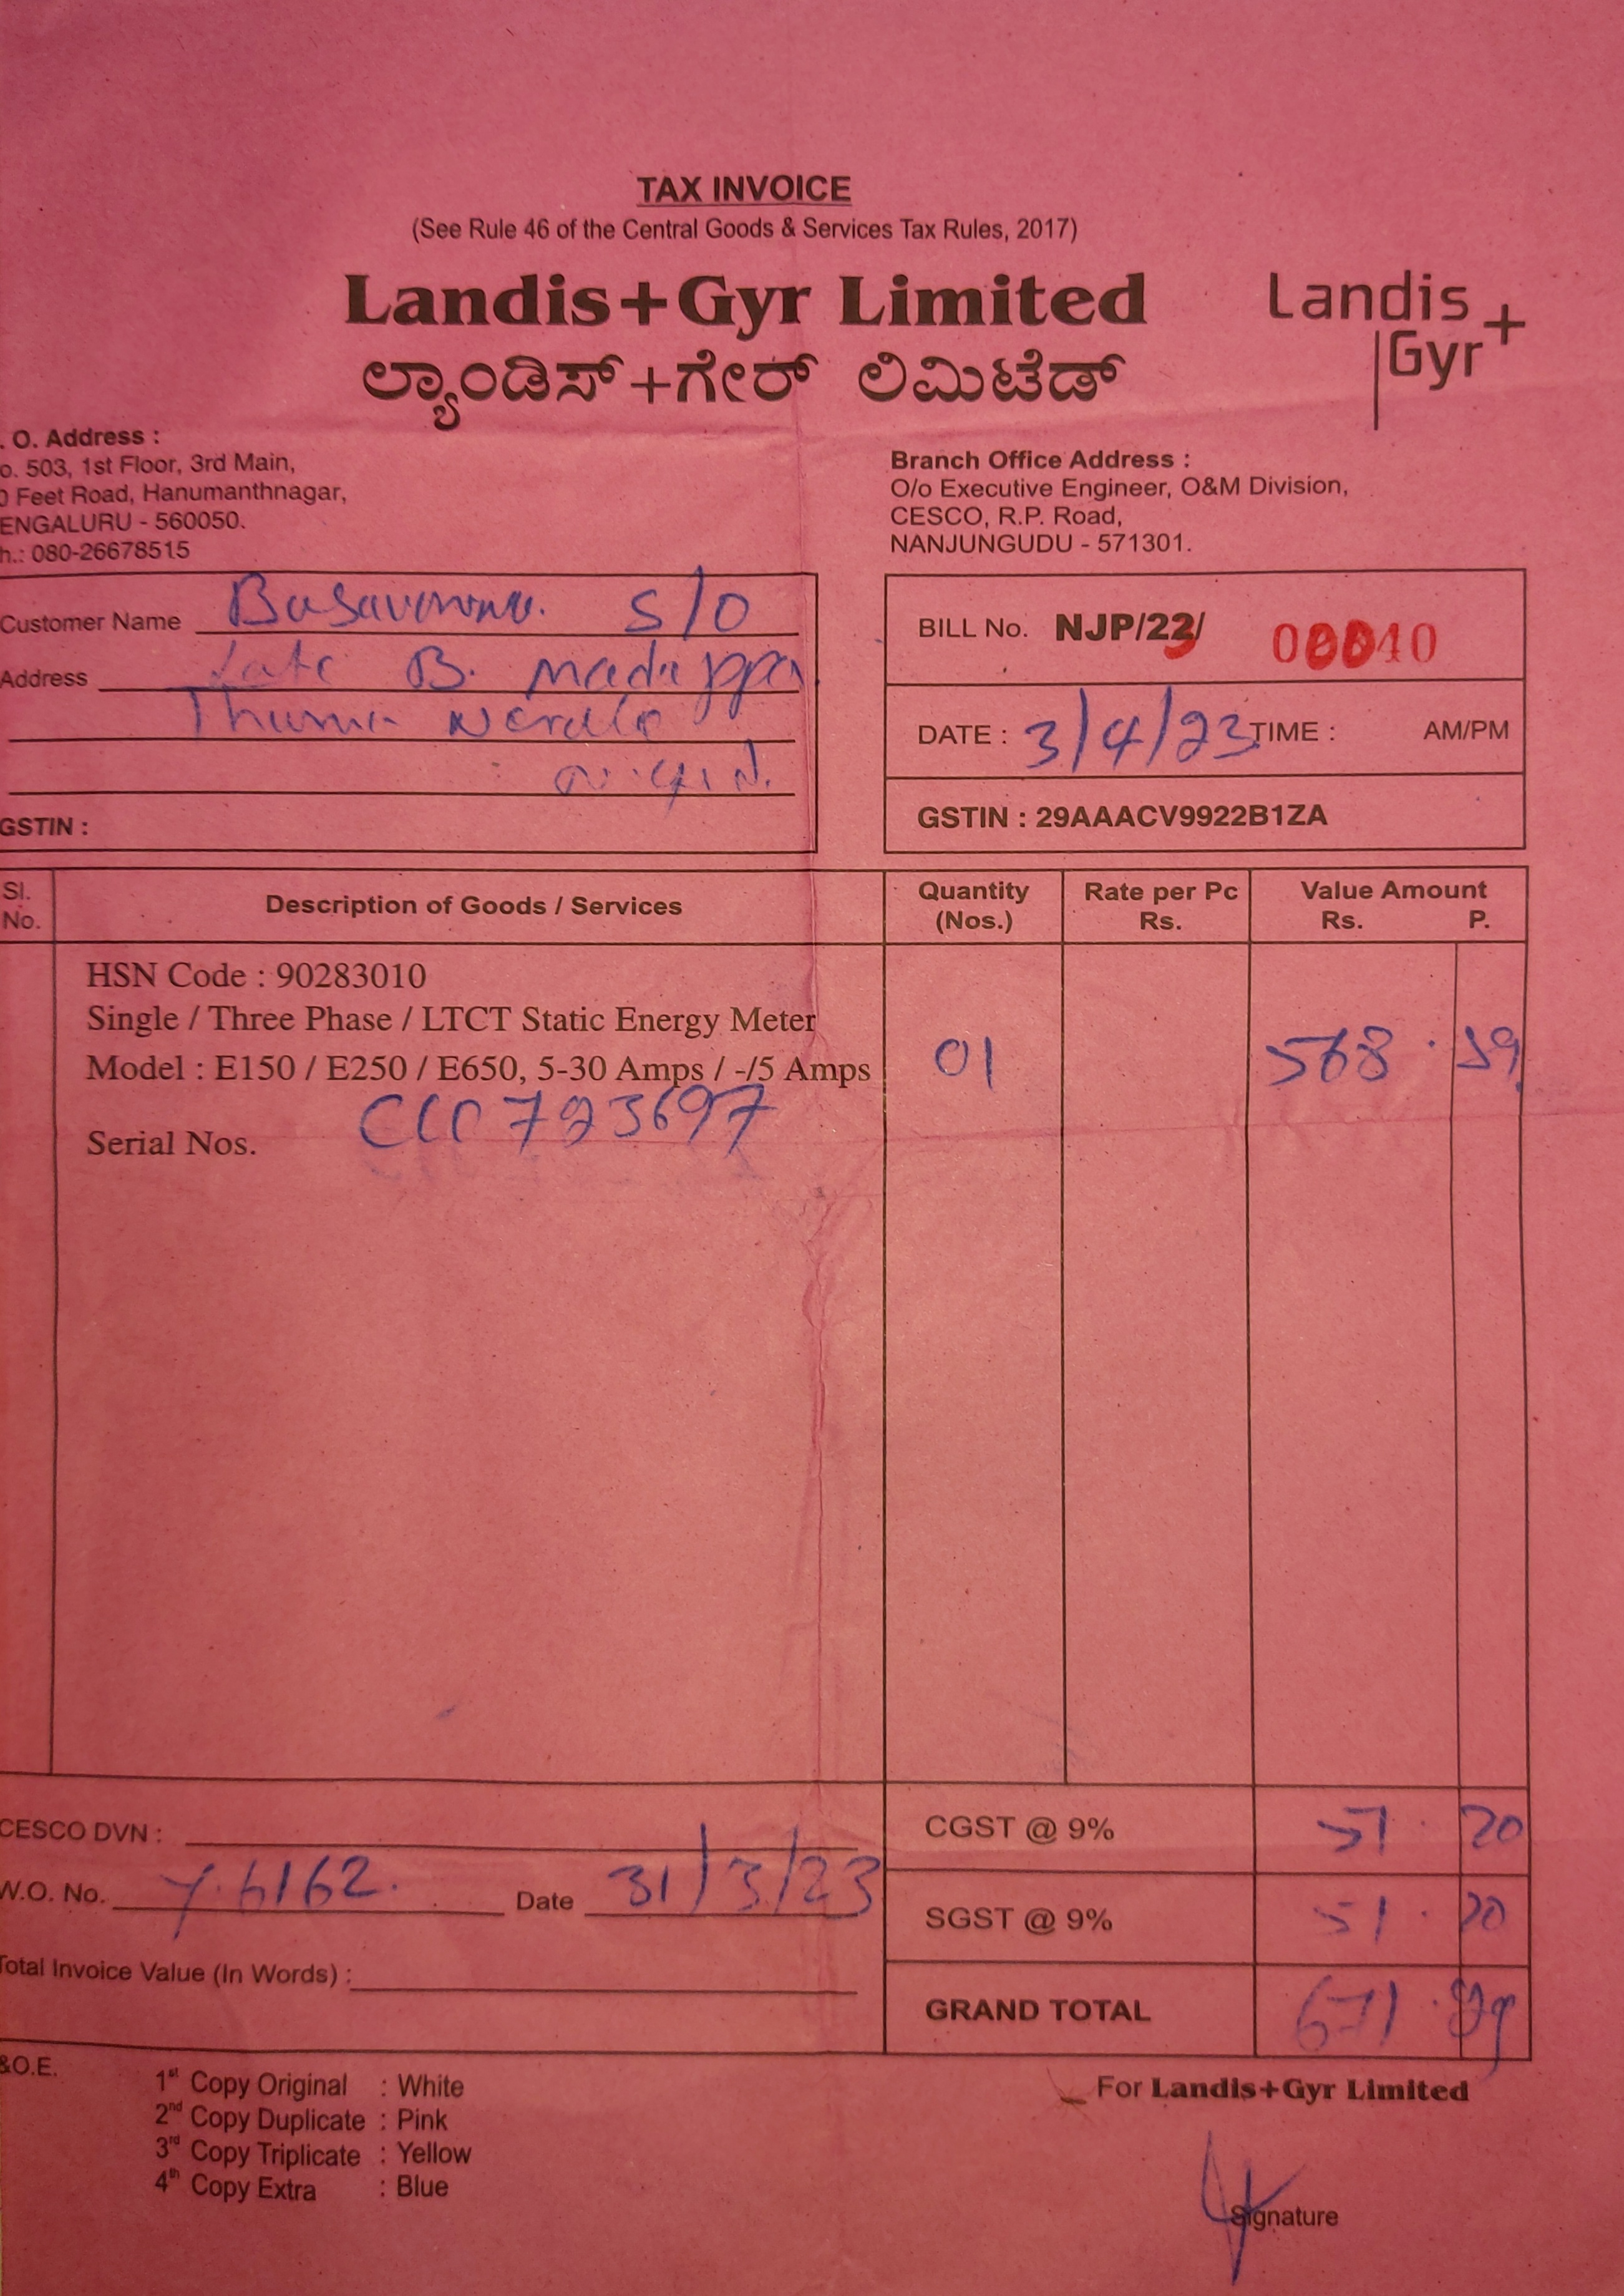 TAX INVOICE
(See Rule 46 of the Central Goods & Services Tax Rules, 2017)
Landis+Gyr Limited
ಲ್ಯಾಂಡಿಸ್+ಗೇರ್ ಲಿಮಿಟೆಡ್
Landis
Gyr+
. O. Address :
o. 503, 1st Floor, 3rd Main,
0 Feet Road, Hanumanthnagar,
ENGALURU - 560050.
h.: 080-26678515
Branch Office Address :
O/o Executive Engineer, O&M Division,
CESCO, R.P. Road,
NANJUNGUDU - 571301.
Customer Name S/O
Address Late B. Madappa
GSTIN :
BILL No. NJP/23/ 00040
DATE : 3/4/23 TIME : AM/PM
GSTIN : 29AAACV9922B1ZA
Sl. No. Description of Goods / Services Quantity (Nos.) Rate per Pc Rs. Value Amount Rs. P.
HSN Code : 90283010
Single / Three Phase / LTCT Static Energy Meter
Model : E150 / E250 / E650, 5-30 Amps / -/5 Amps 01 568.39
Serial Nos.
CESCO DVN :
W.O. No. Date 31/3/23
Total Invoice Value (In Words) :
CGST @ 9% 51.20
SGST @ 9% 51.20
GRAND TOTAL 671.79
&O.E.
1st Copy Original : White
2nd Copy Duplicate : Pink
3rd Copy Triplicate : Yellow
4th Copy Extra : Blue
For Landis+Gyr Limited
Signature